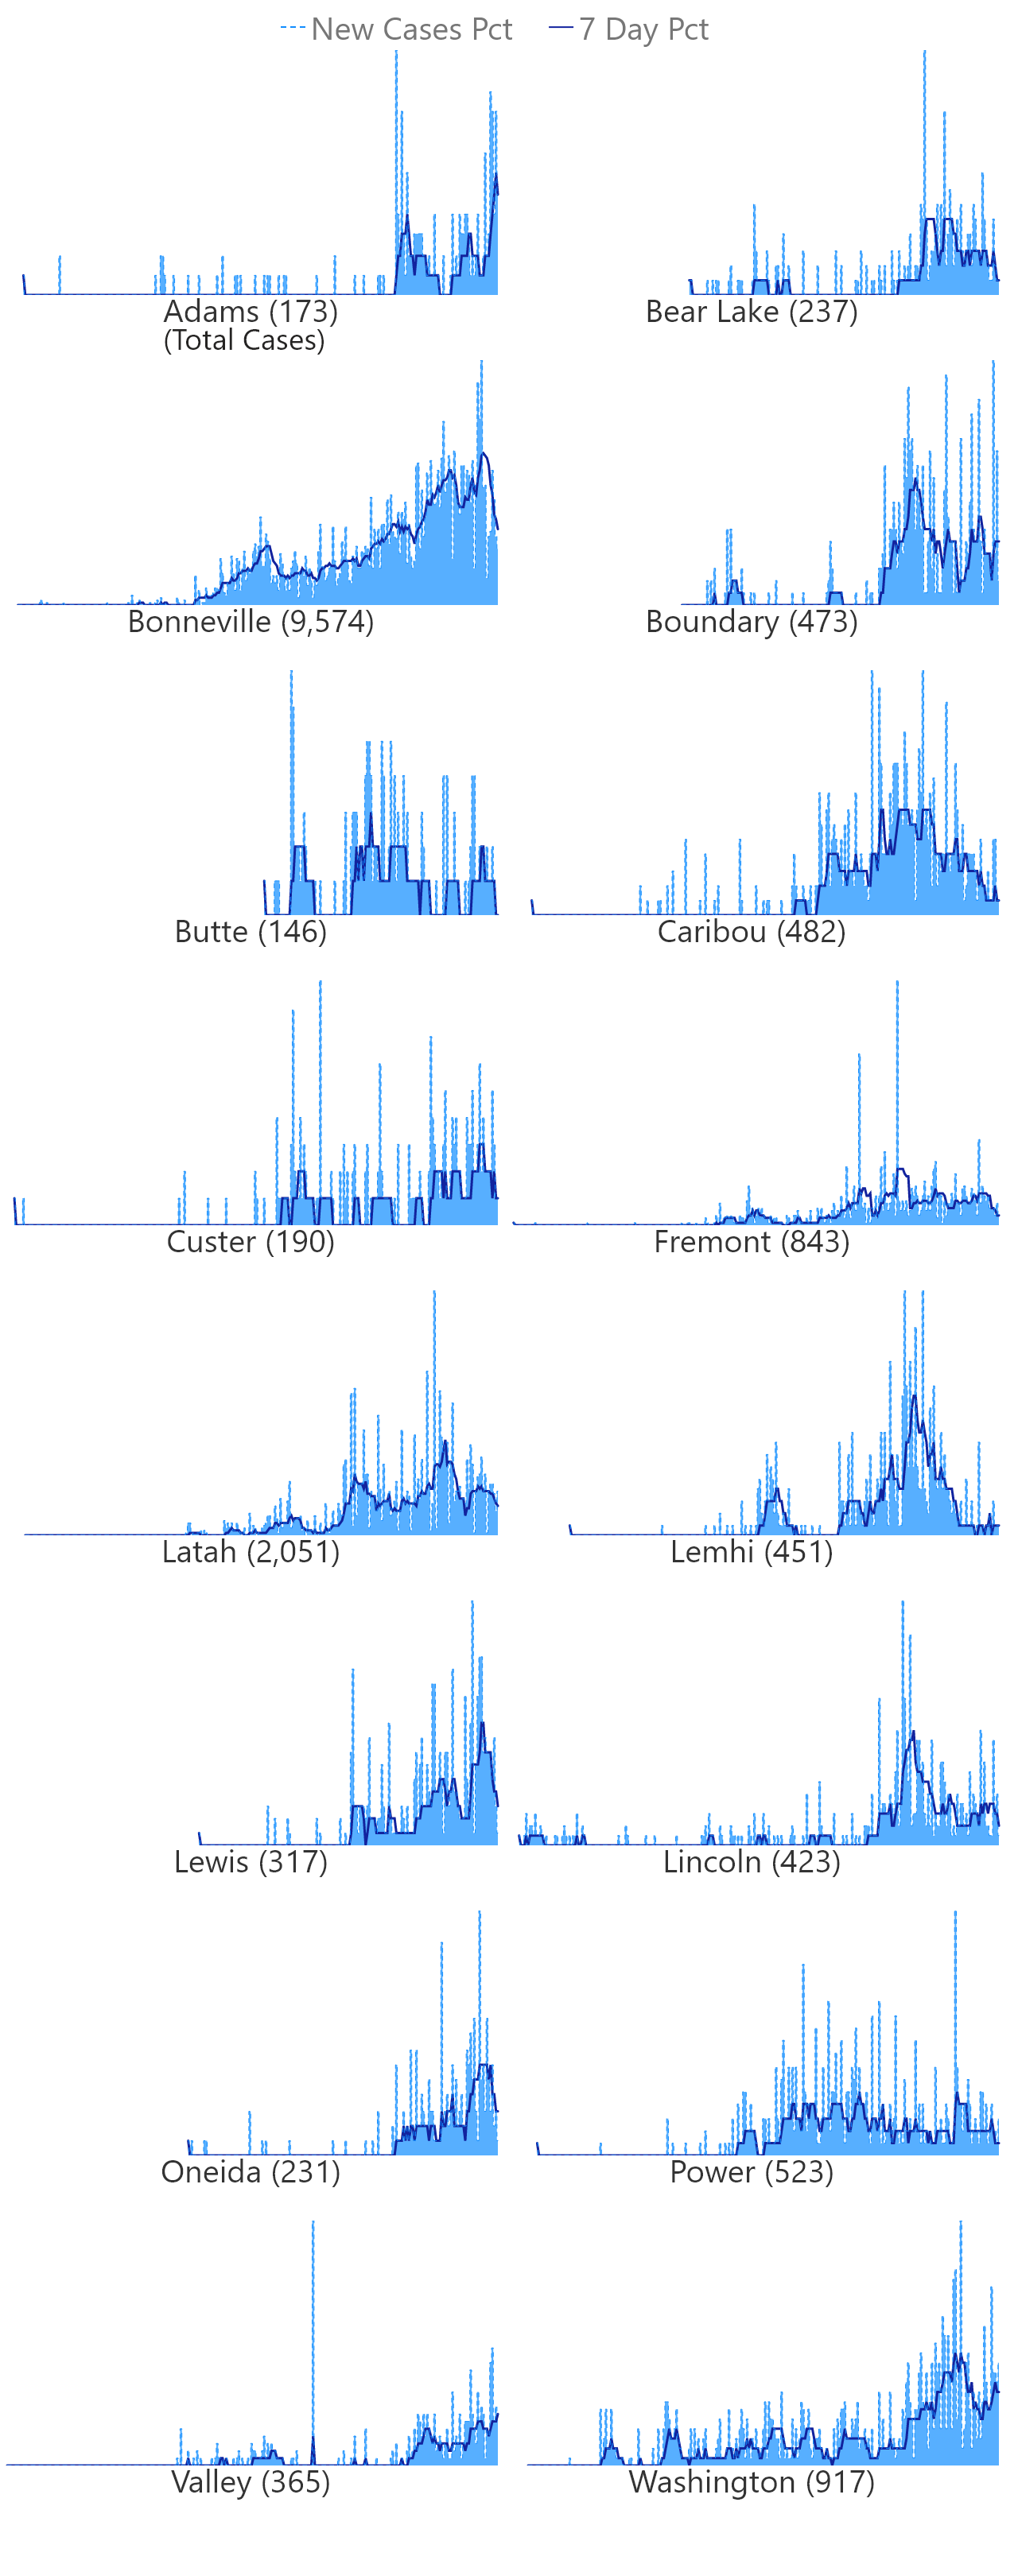 New Cases Pct 7 Day Pct
Adams (173) Bear Lake (237)
(Total Cases)
Bonneville (9,574) Boundary (473)
Butte (146) Caribou (482)
Custer (190) Fremont (843)
Latah (2,051) Lemhi (451)
Lewis (317) Lincoln (423)
Oneida (231) Power (523)
Valley (365) Washington (917)